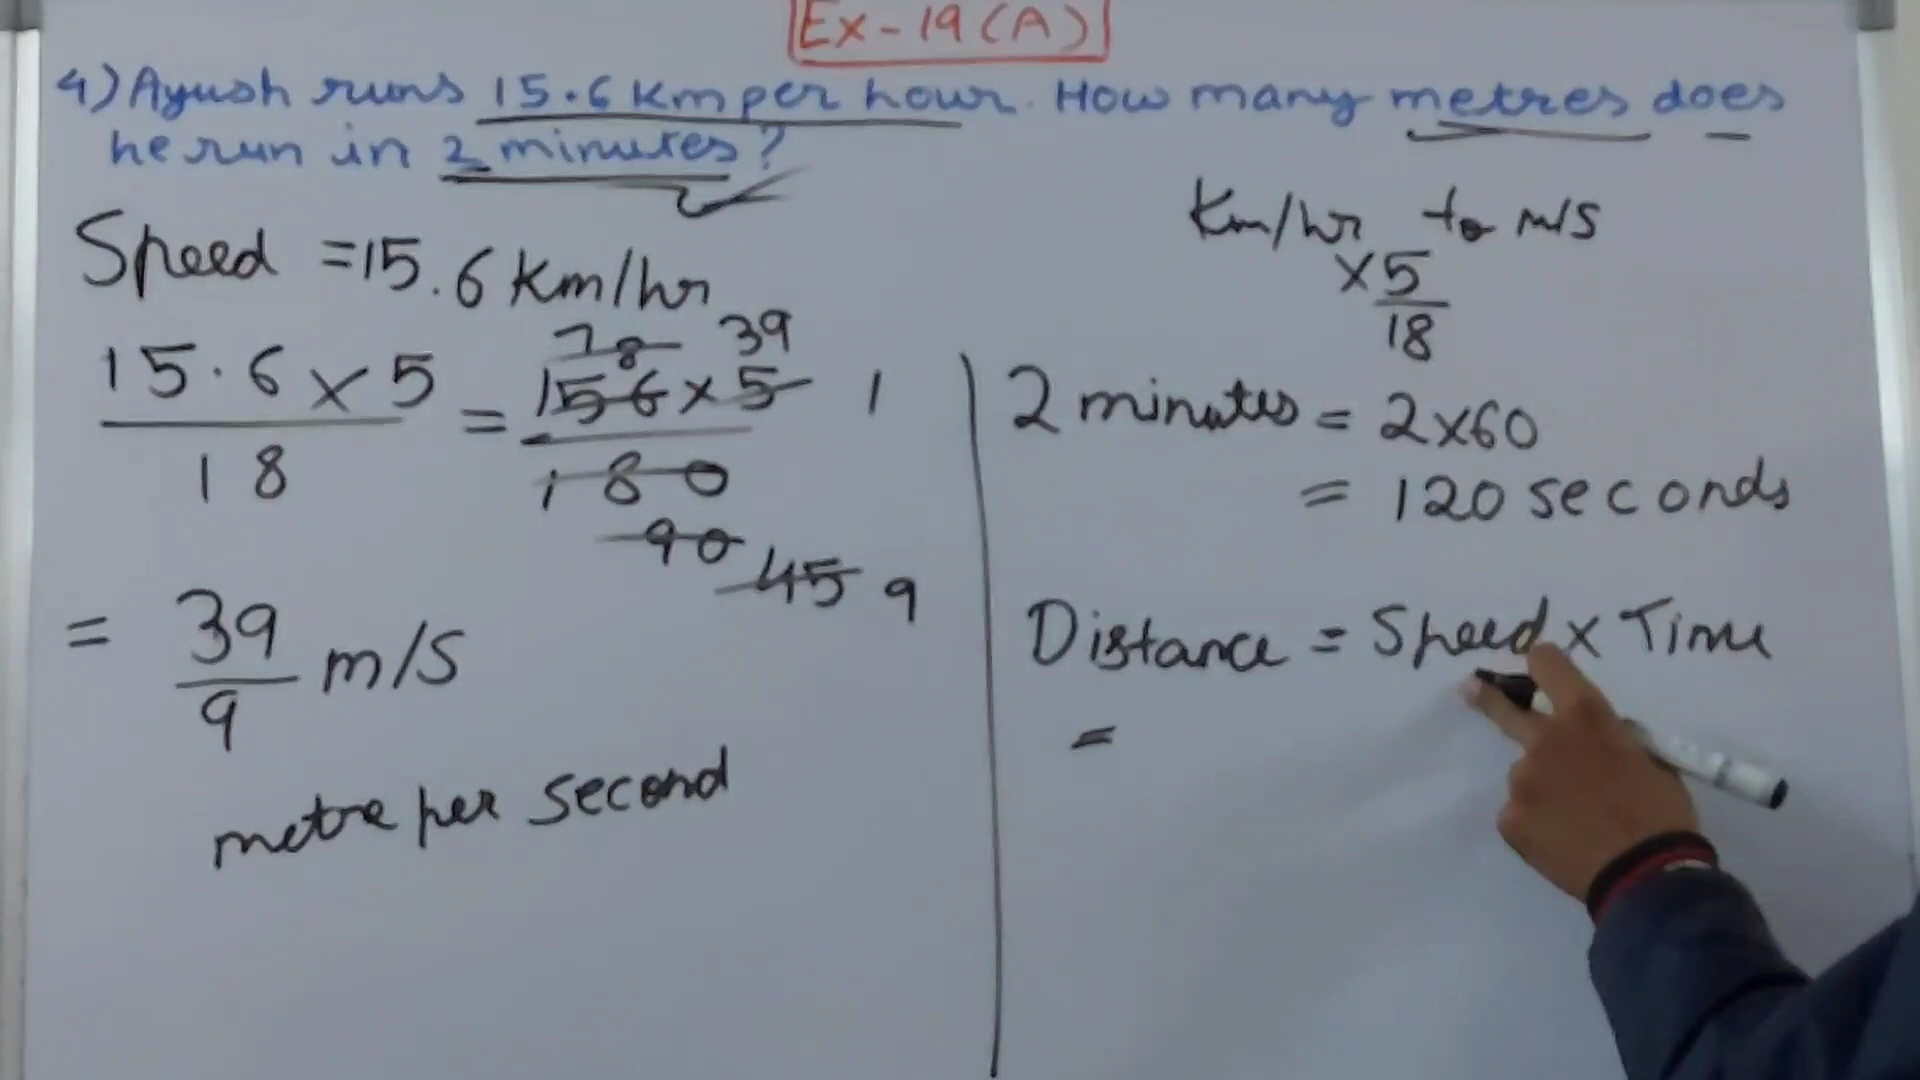 Ex-19(A)
4) Ayush runs 15.6 Km per hour. How many metres does
he run in 2 minutes?
Speed = 15.6 Km/hr
15.6 × 5
18
= 156 × 5
180
78
39
1
90
45
9
= 39
9
m/s
metre per second
Km/hr to m/s
× 5
18
2 minutes = 2×60
= 120 seconds
Distance = Speed × Time
=